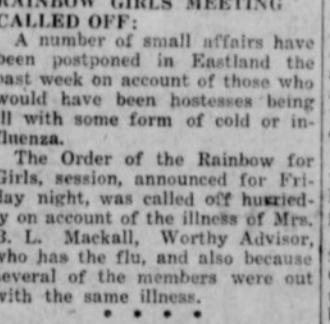 RAINBOW GIRLS MEETING
CALLED OFF:
A number of small affairs have
been postponed in Eastland the
past week on account of those who
would have been hostesses being
ill with some form of cold or in-
fluenza.
The Order of the Rainbow for
Girls, session, announced for Fri-
day night, was called off hurried-
y on account of the illness of Mrs.
B. L. Mackall, Worthy Advisor,
who has the flu, and also because
several of the members were out
with the same illness.
* * * *